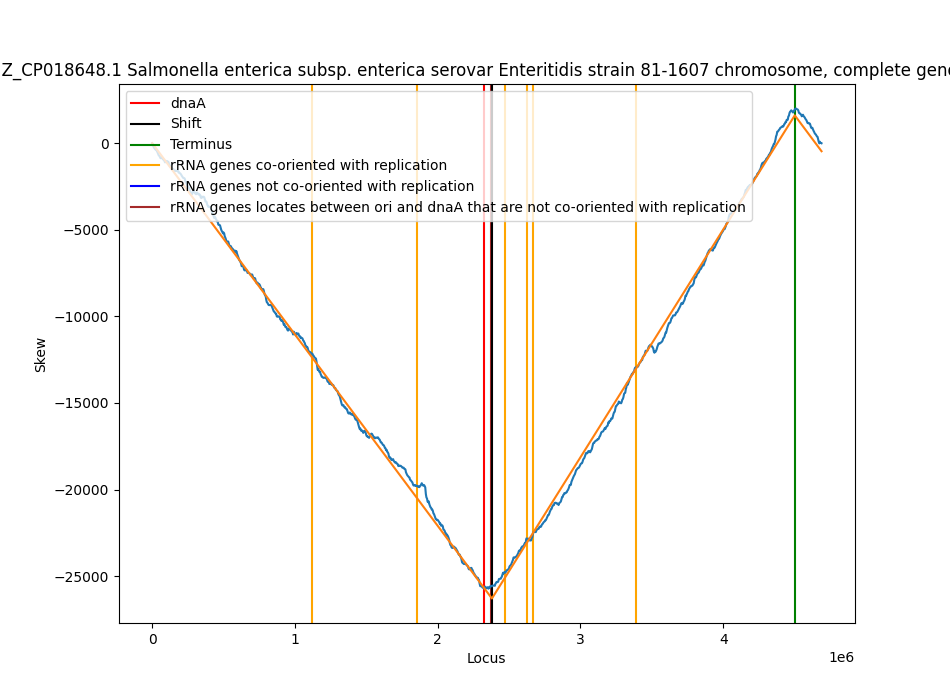 Z_CP018648.1 Salmonella enterica subsp. enterica serovar Enteritidis strain 81-1607 chromosome, complete geno
dnaA
Shift
Terminus
rRNA genes co-oriented with replication
rRNA genes not co-oriented with replication
rRNA genes locates between ori and dnaA that are not co-oriented with replication
Skew
0
−5000
−10000
−15000
−20000
−25000
0 1 2 3 4
1e6
Locus